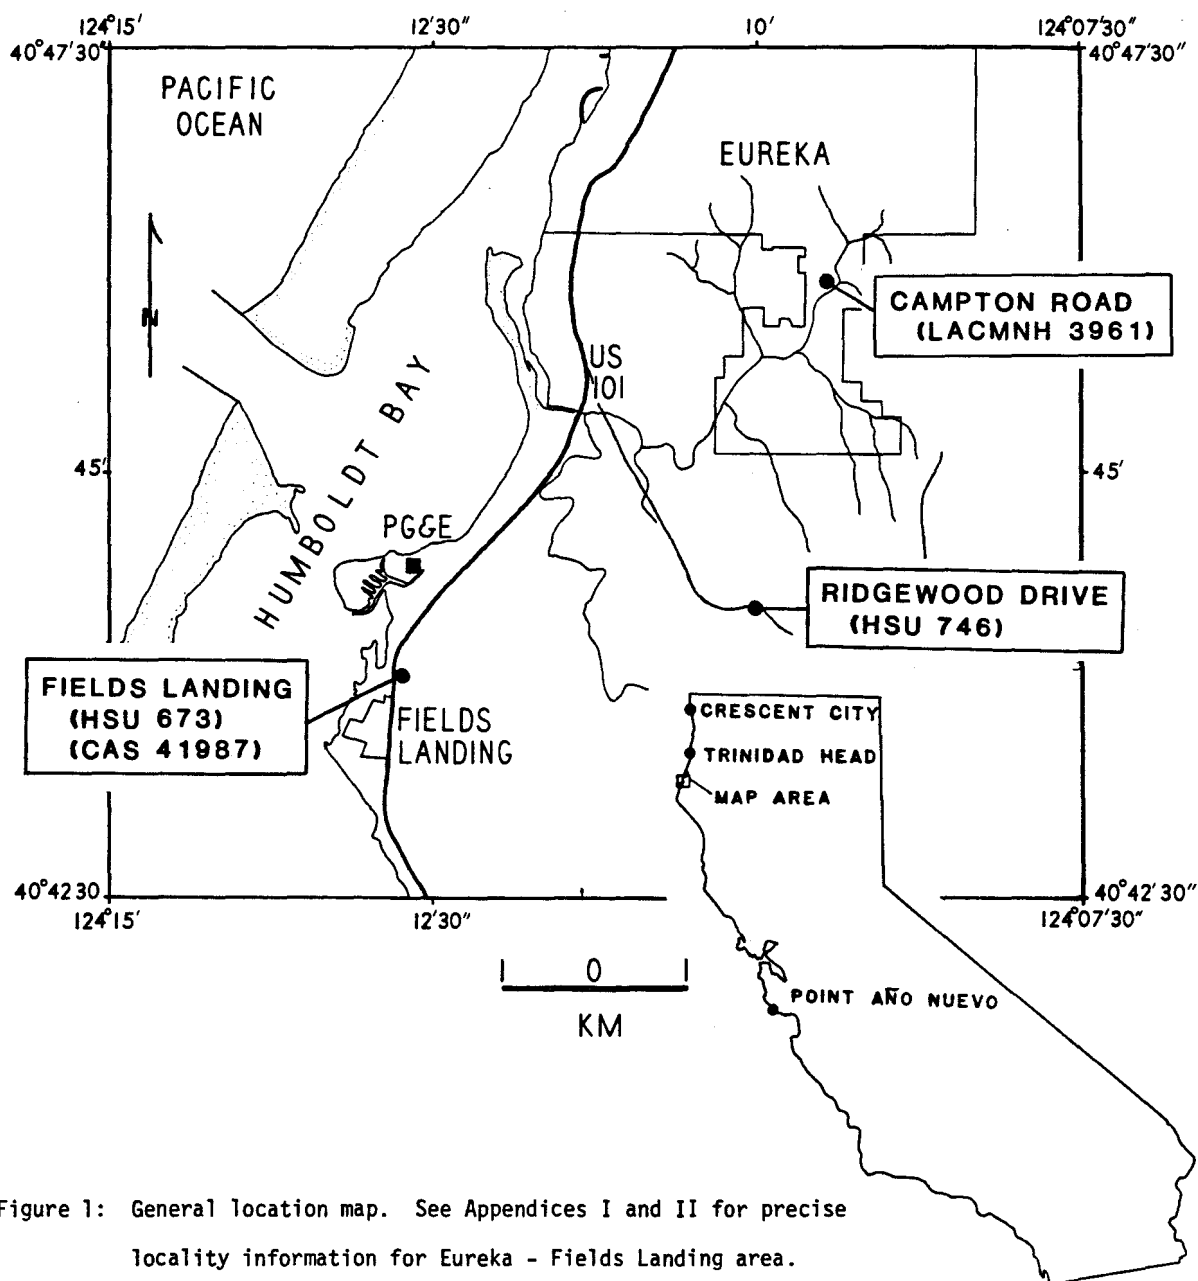 124°15'
12'30"
10'
124°07'30"
40°47'30"
40°47'30"
PACIFIC
OCEAN
EUREKA
N
CAMPTON ROAD
(LACMNH 3961)
US
101
HUMBOLDT BAY
45'
45'
PG&E
RIDGEWOOD DRIVE
(HSU 746)
FIELDS LANDING
(HSU 673)
(CAS 41987)
FIELDS
LANDING
CRESCENT CITY
TRINIDAD HEAD
MAP AREA
40°42'30
40°42'30"
124°15'
12'30"
124°07'30"
1 0 1
KM
POINT AÑO NUEVO
Figure 1: General location map. See Appendices I and II for precise
locality information for Eureka - Fields Landing area.